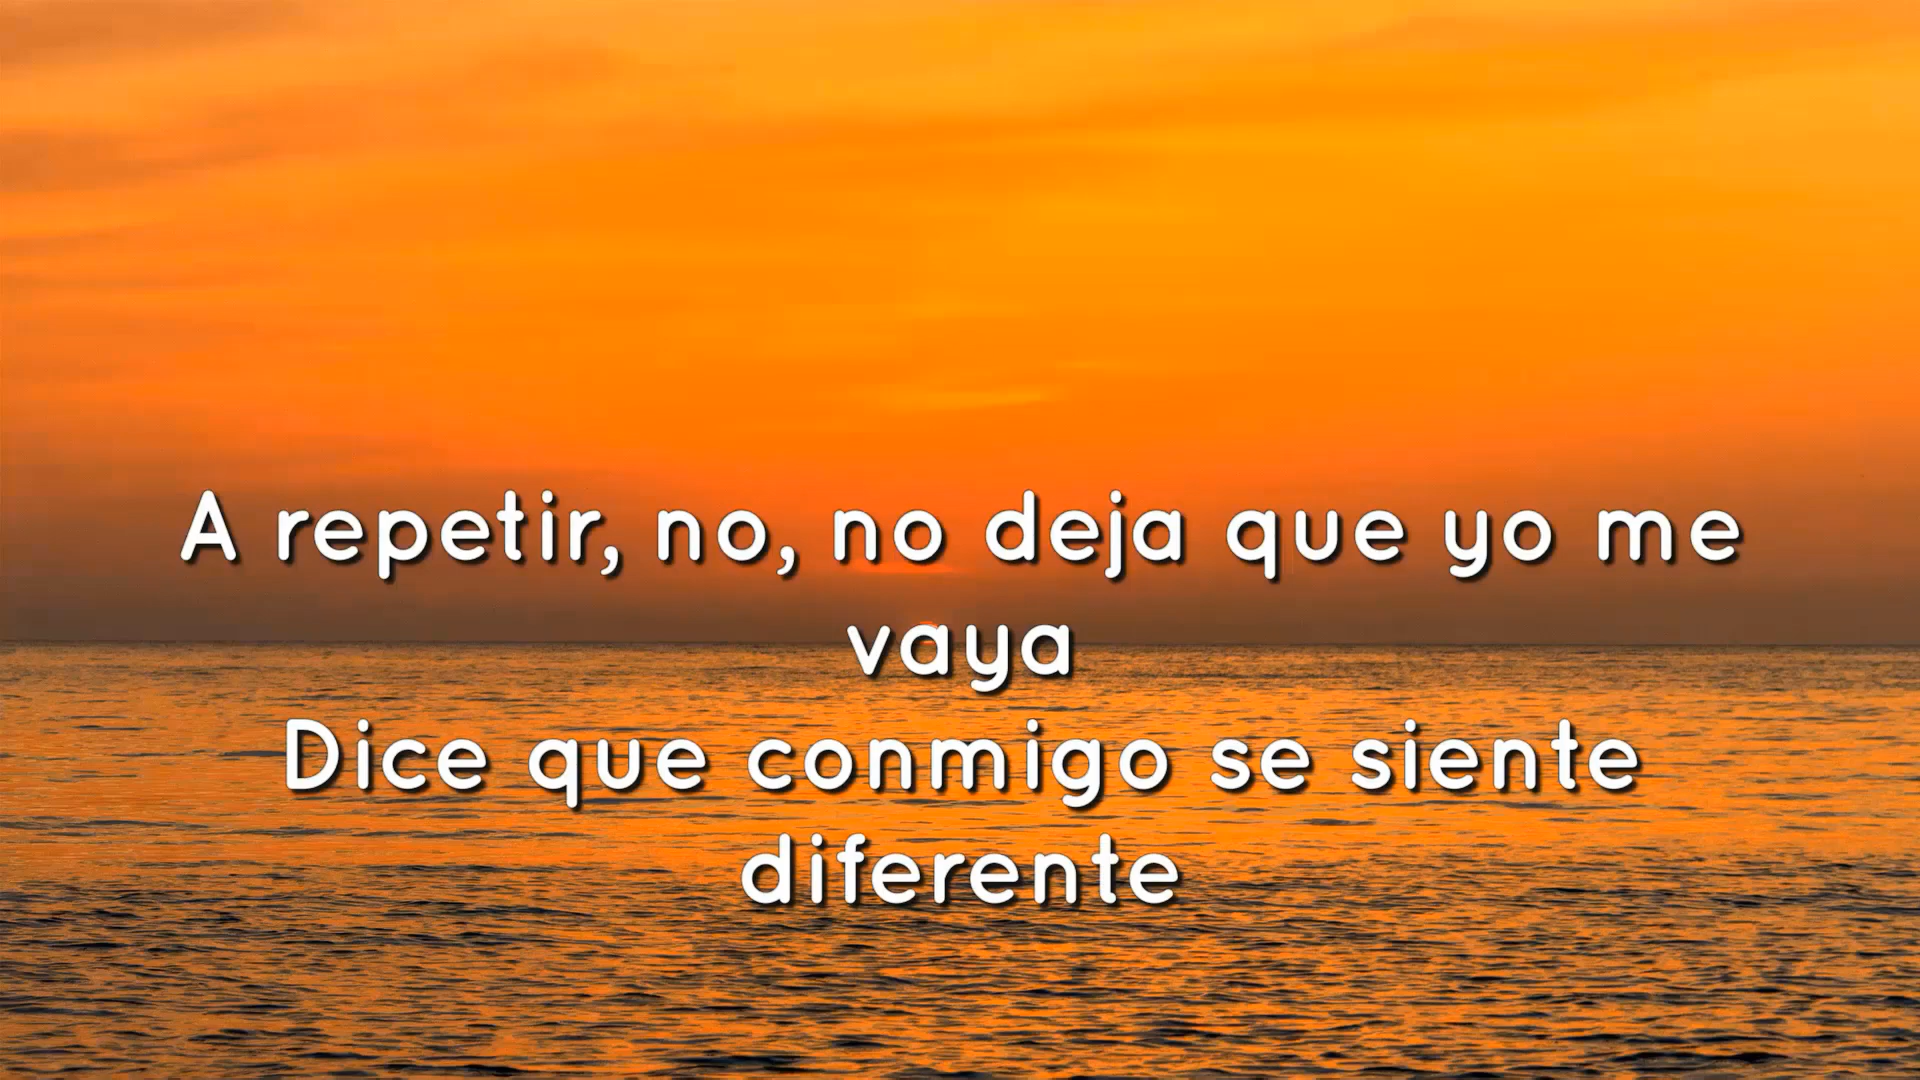 A repetir, no, no deja que yo me
vaya
Dice que conmigo se siente
diferente